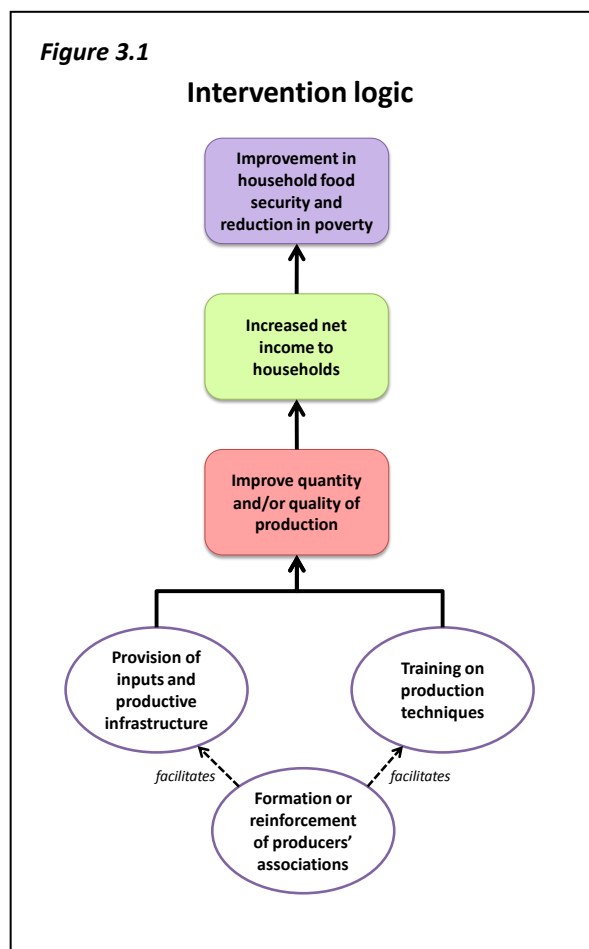 Figure 3.1
Intervention logic
Improvement in
household food
security and
reduction in poverty
Increased net
income to
households
Improve quantity
and/or quality of
production
Provision of
inputs and
productive
infrastructure
Training on
production
techniques
facilitates
facilitates
Formation or
reinforcement
of producers’
associations